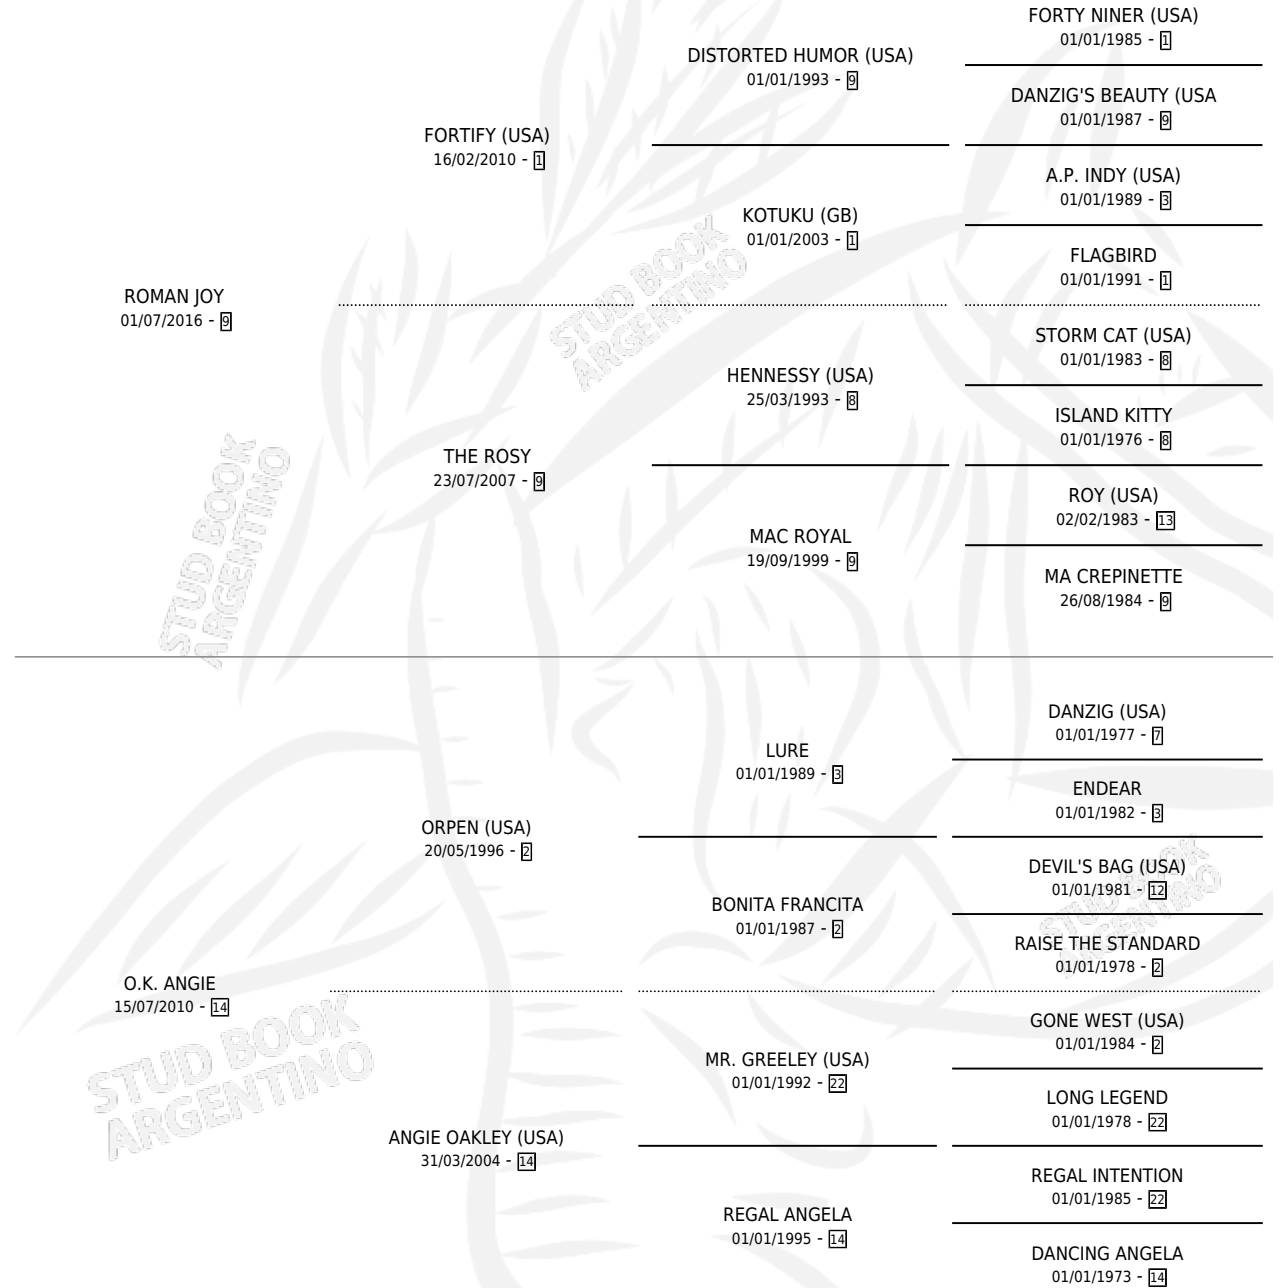 FORTY NINER (USA)
01/01/1985 - 1
DISTORTED HUMOR (USA)
01/01/1993 - 9
DANZIG'S BEAUTY (USA
01/01/1987 - 9
FORTIFY (USA)
16/02/2010 - 1
A.P. INDY (USA)
01/01/1989 - 3
KOTUKU (GB)
01/01/2003 - 1
FLAGBIRD
01/01/1991 - 1
ROMAN JOY
01/07/2016 - 9
STORM CAT (USA)
01/01/1983 - 8
HENNESSY (USA)
25/03/1993 - 8
ISLAND KITTY
01/01/1976 - 8
THE ROSY
23/07/2007 - 9
ROY (USA)
02/02/1983 - 13
MAC ROYAL
19/09/1999 - 9
MA CREPINETTE
26/08/1984 - 9
DANZIG (USA)
01/01/1977 - 7
LURE
01/01/1989 - 3
ENDEAR
01/01/1982 - 3
ORPEN (USA)
20/05/1996 - 2
DEVIL'S BAG (USA)
01/01/1981 - 12
BONITA FRANCITA
01/01/1987 - 2
RAISE THE STANDARD
01/01/1978 - 2
O.K. ANGIE
15/07/2010 - 14
GONE WEST (USA)
01/01/1984 - 2
MR. GREELEY (USA)
01/01/1992 - 22
LONG LEGEND
01/01/1978 - 22
ANGIE OAKLEY (USA)
31/03/2004 - 14
REGAL INTENTION
01/01/1985 - 22
REGAL ANGELA
01/01/1995 - 14
DANCING ANGELA
01/01/1973 - 14
STUD BOOK
ARGENTINO
STUD BOOK
ARGENTINO
STUD BOOK
ARGENTINO
STUD BOOK
ARGENTINO